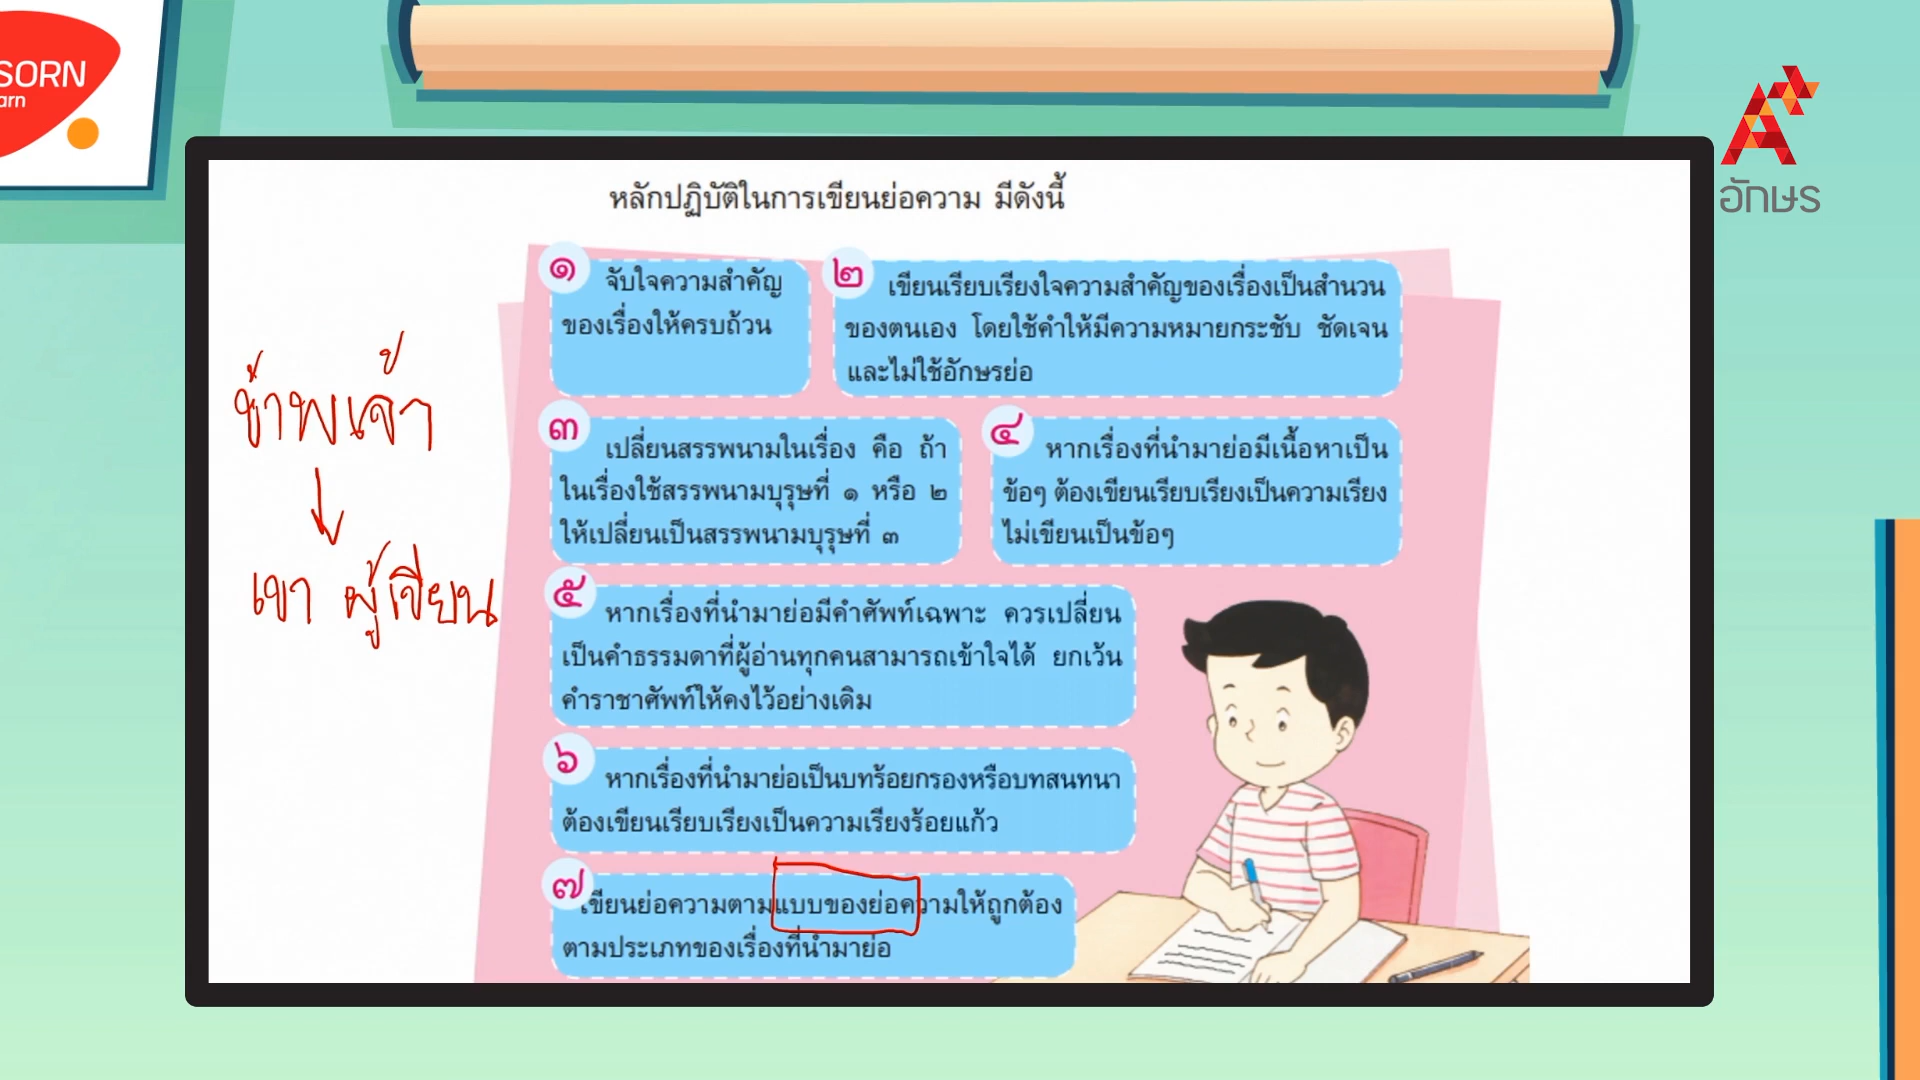 SORN
arn
อักษร
หลักปฏิบัติในการเขียนย่อความ มีดังนี้
๑ จับใจความสำคัญ
ของเรื่องให้ครบถ้วน
๒ เขียนเรียบเรียงใจความสำคัญของเรื่องเป็นสำนวน
ของตนเอง โดยใช้คำให้มีความหมายกระชับ ชัดเจน
และไม่ใช้อักษรย่อ
๓ เปลี่ยนสรรพนามในเรื่อง คือ ถ้า
ในเรื่องใช้สรรพนามบุรุษที่ ๑ หรือ ๒
ให้เปลี่ยนเป็นสรรพนามบุรุษที่ ๓
๔ หากเรื่องที่นำมาย่อมีเนื้อหาเป็น
ข้อๆ ต้องเขียนเรียบเรียงเป็นความเรียง
ไม่เขียนเป็นข้อๆ
๕ หากเรื่องที่นำมาย่อมีคำศัพท์เฉพาะ ควรเปลี่ยน
เป็นคำธรรมดาที่ผู้อ่านทุกคนสามารถเข้าใจได้ ยกเว้น
คำราชาศัพท์ให้คงไว้อย่างเดิม
๖ หากเรื่องที่นำมาย่อเป็นบทร้อยกรองหรือบทสนทนา
ต้องเขียนเรียบเรียงเป็นความเรียงร้อยแก้ว
๗ เขียนย่อความตามแบบของย่อความให้ถูกต้อง
ตามประเภทของเรื่องที่นำมาย่อ
ข้าพเจ้า
เขา ผู้เขียน